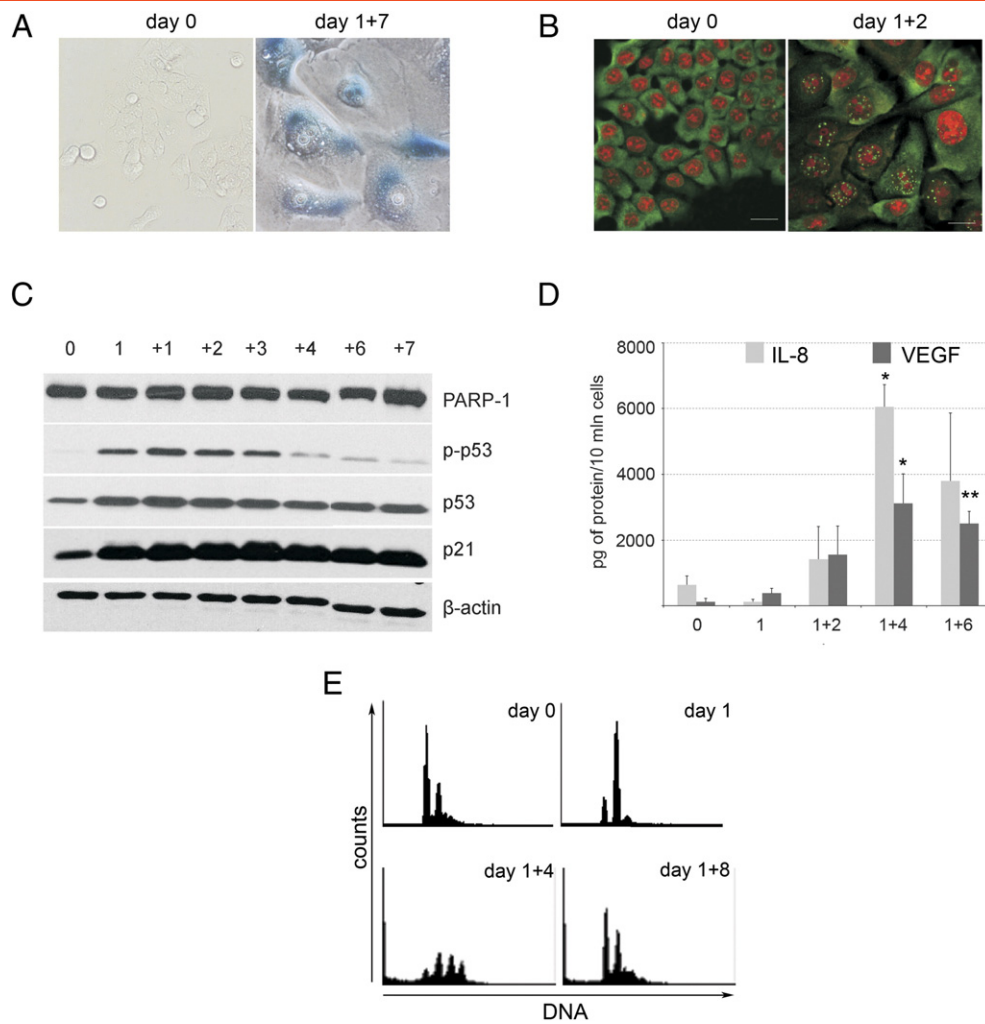 A
day 0
day 1+7
B
day 0
day 1+2
C
0 1 +1 +2 +3 +4 +6 +7
PARP-1
p-p53
p53
p21
β-actin
D
pg of protein/10 mln cells
8000
6000
4000
2000
IL-8
VEGF
*
*
**
0 1 1+2 1+4 1+6
E
counts
day 0
day 1
day 1+4
day 1+8
DNA